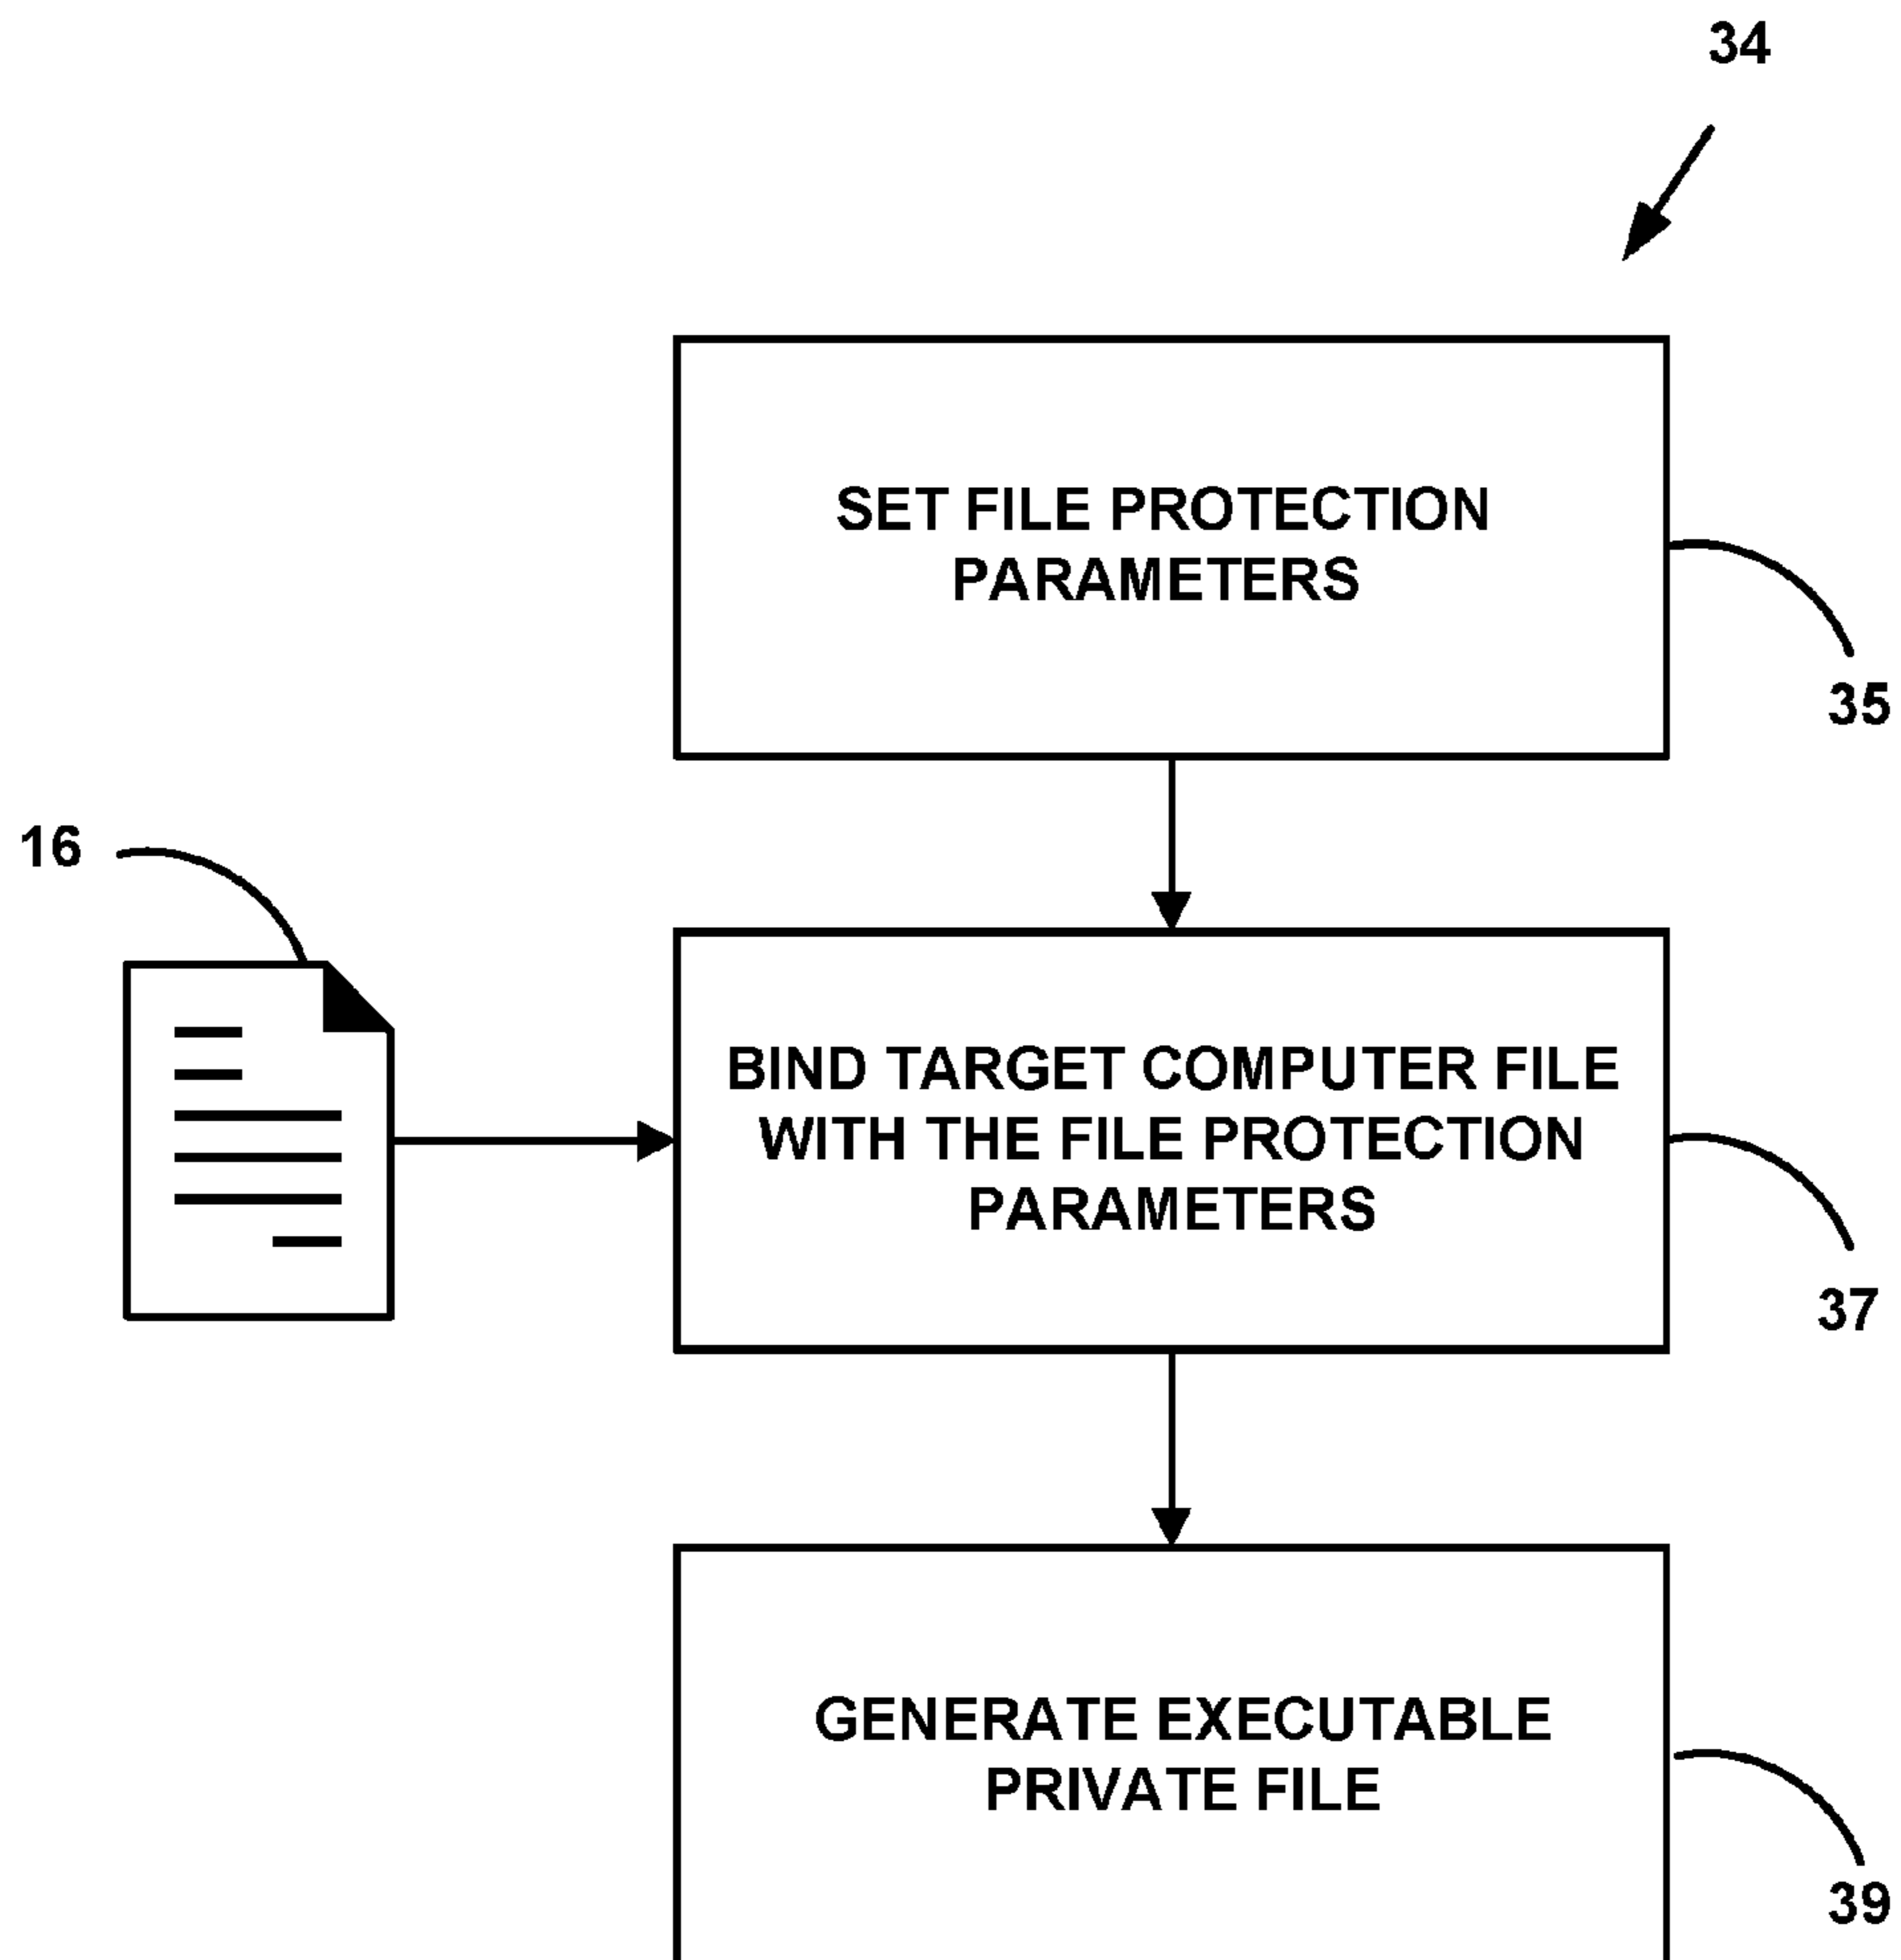 34
SET FILE PROTECTION
PARAMETERS
35
16
BIND TARGET COMPUTER FILE
WITH THE FILE PROTECTION
PARAMETERS
37
GENERATE EXECUTABLE
PRIVATE FILE
39